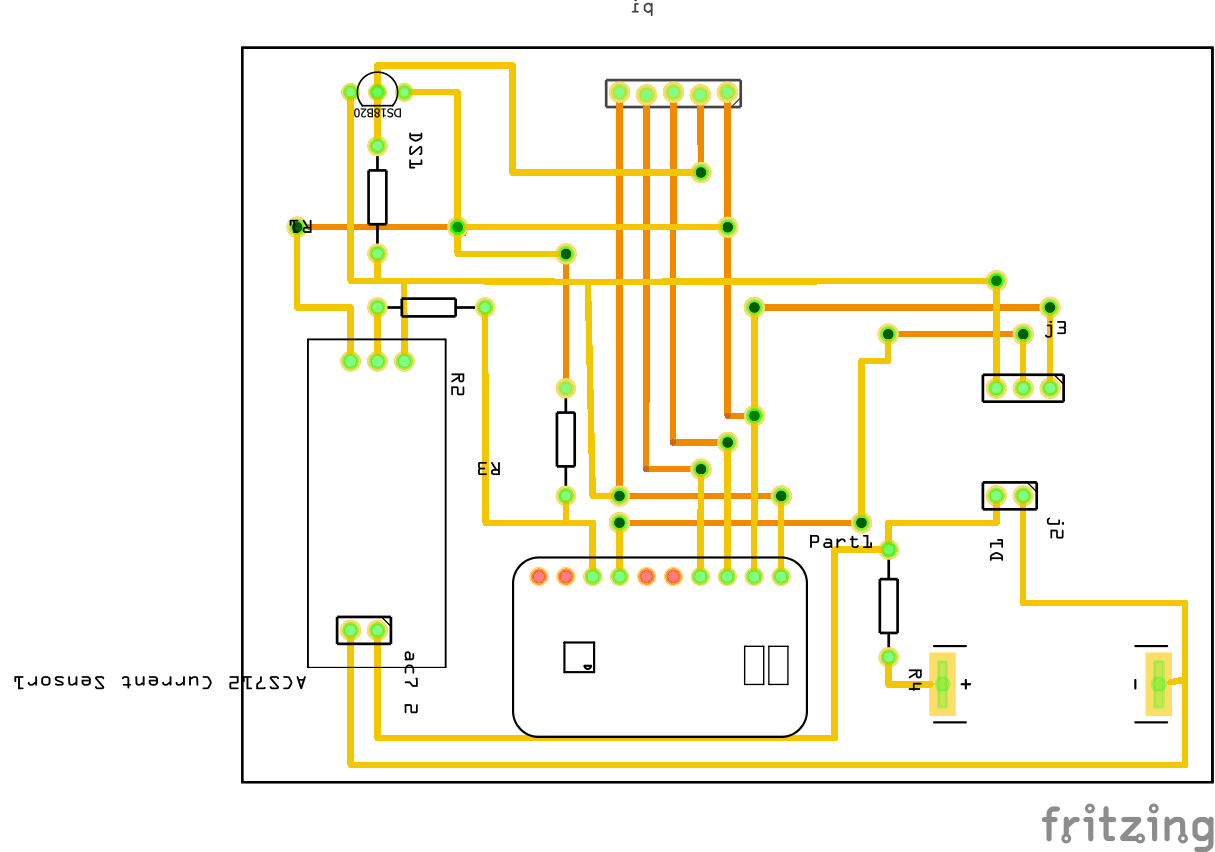 pi
DS18B20
DS1
R1
j3
R2
R3
j2
Part1
D1
ac7 2
D
R4
+
-
ACS712 Current Sensor1
fritzing